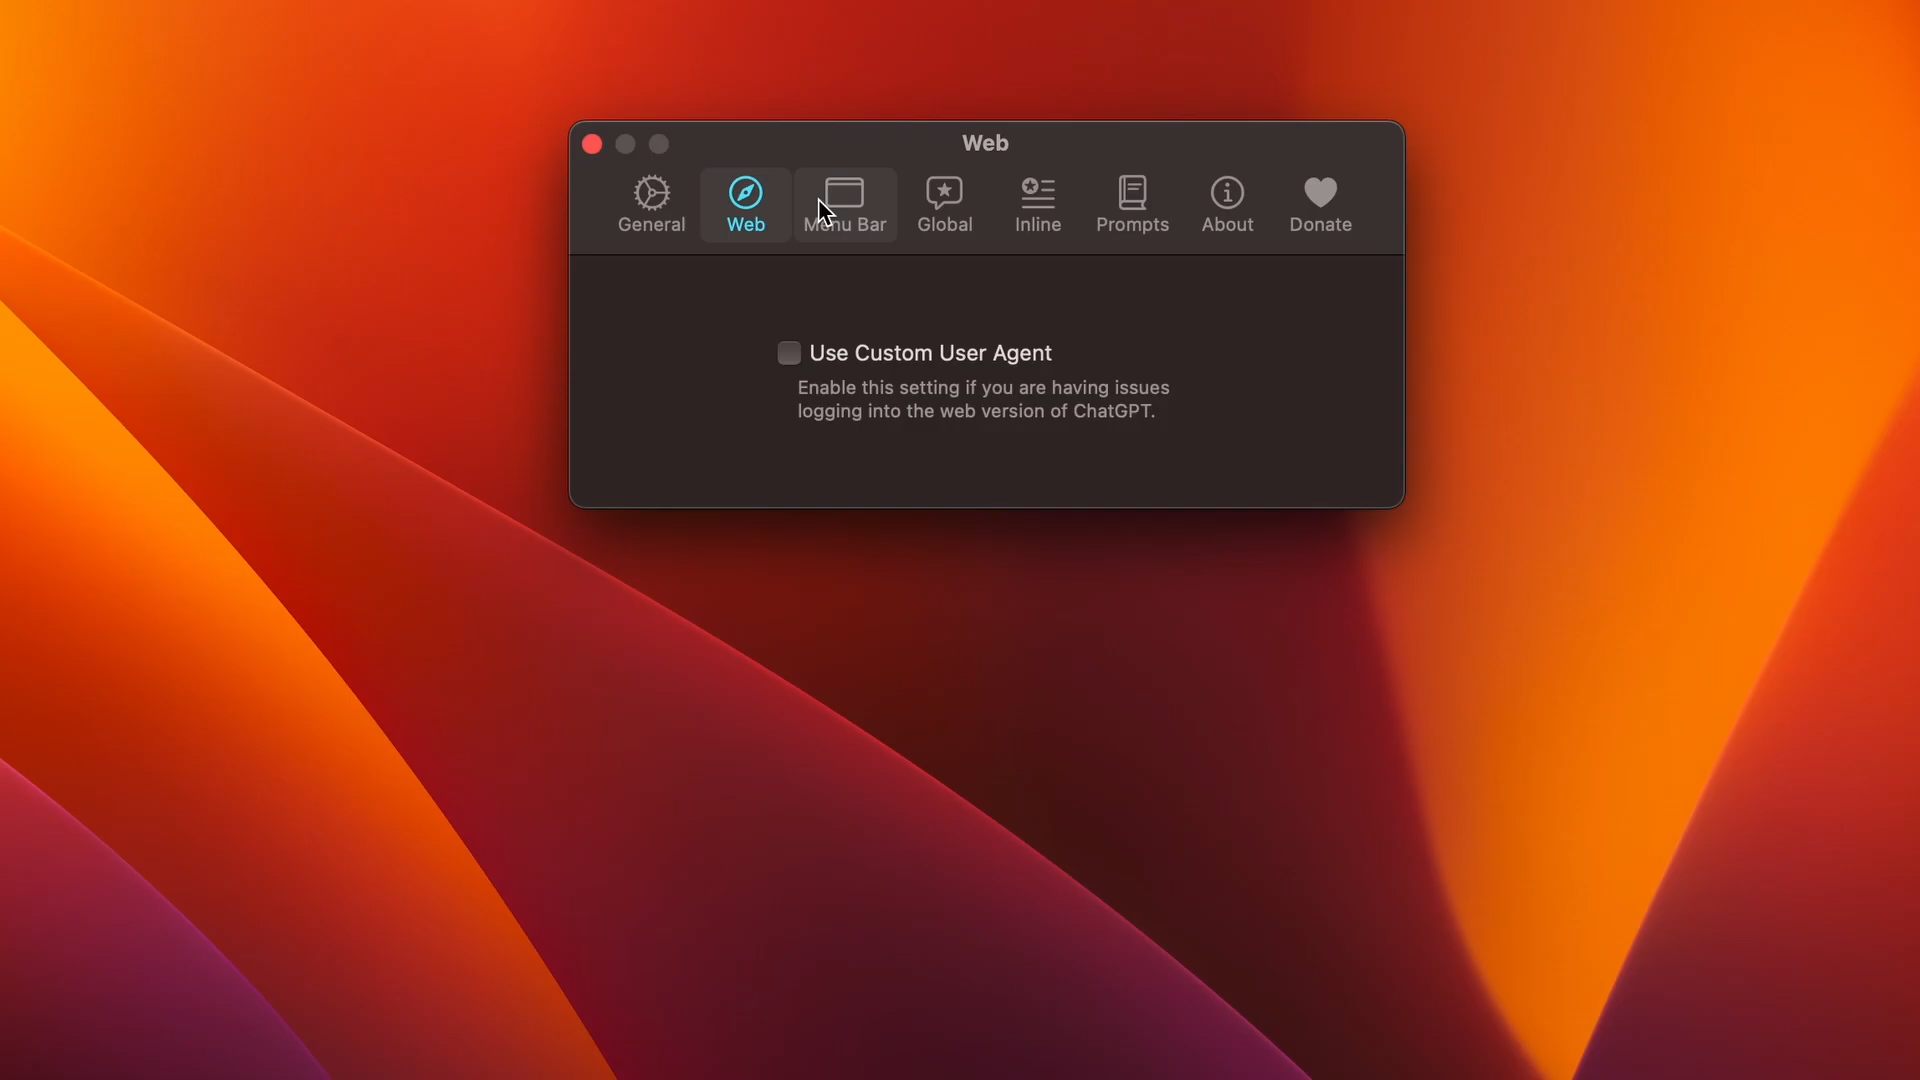 Web
General
Web
Menu Bar
Global
Inline
Prompts
About
Donate
Use Custom User Agent
Enable this setting if you are having issues
logging into the web version of ChatGPT.